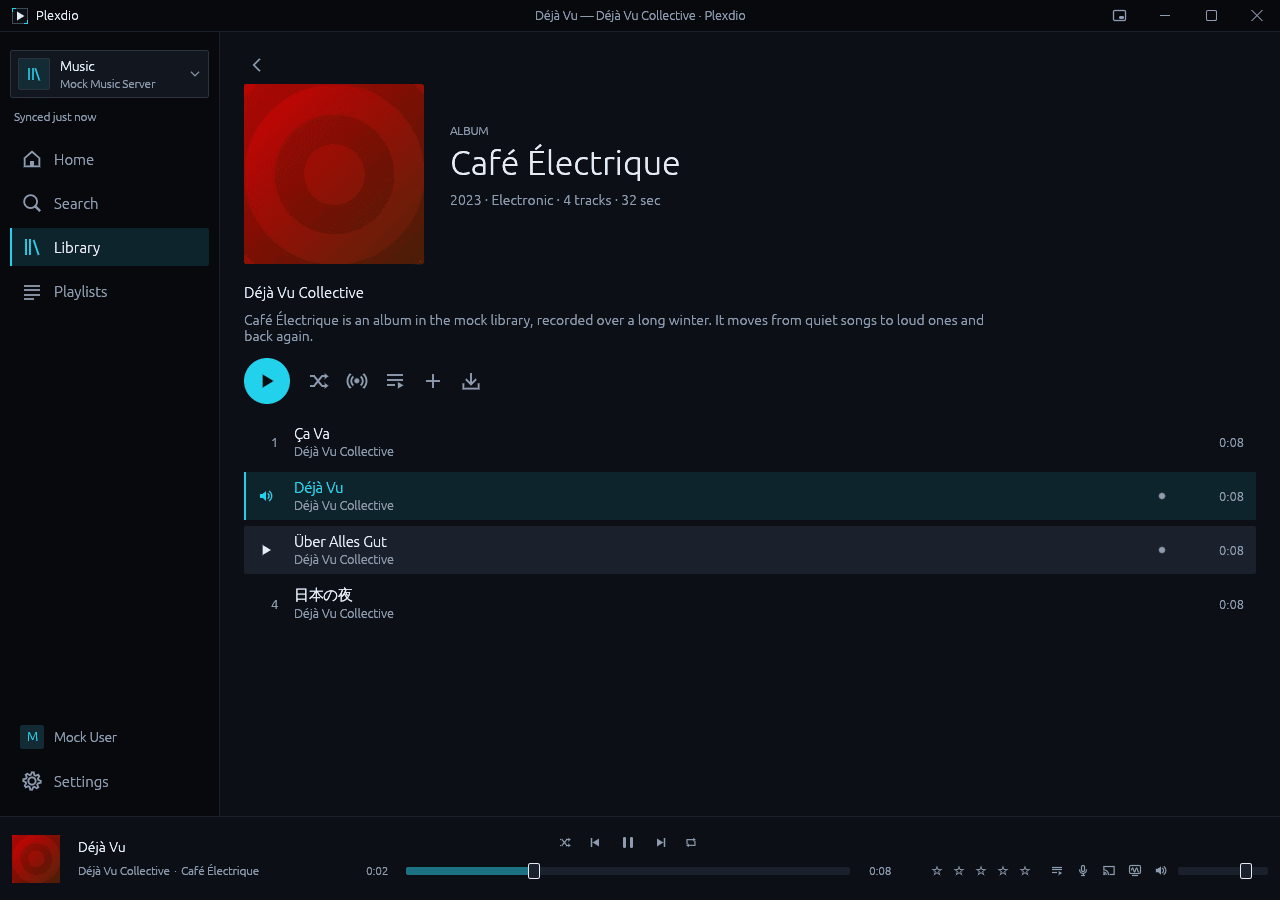 Plexdio
Déjà Vu — Déjà Vu Collective · Plexdio
Music
Mock Music Server
Synced just now
Home
Search
Library
Playlists
ALBUM
Café Électrique
2023 · Electronic · 4 tracks · 32 sec
Déjà Vu Collective
Café Électrique is an album in the mock library, recorded over a long winter. It moves from quiet songs to loud ones and
back again.
1
Ça Va
Déjà Vu Collective
0:08
Déjà Vu
Déjà Vu Collective
0:08
Über Alles Gut
Déjà Vu Collective
0:08
4
日本の夜
Déjà Vu Collective
0:08
M
Mock User
Settings
Déjà Vu
Déjà Vu Collective · Café Électrique
0:02
0:08